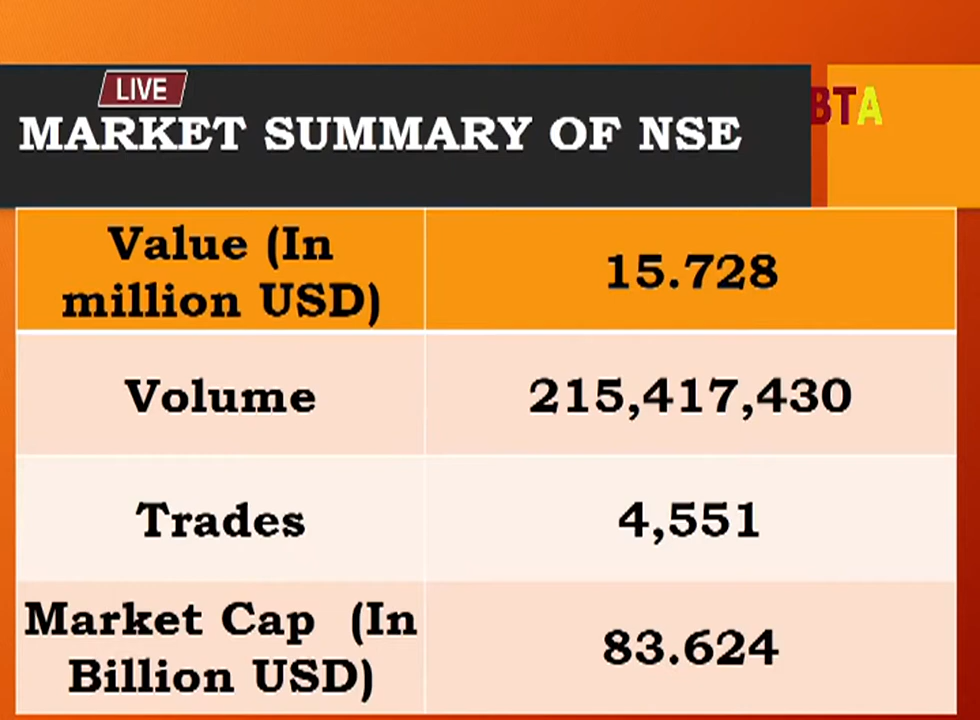 LIVE
BTA
MARKET SUMMARY OF NSE
Value (In
million USD)
15.728
Volume
215,417,430
Trades
4,551
Market Cap (In
Billion USD)
83.624